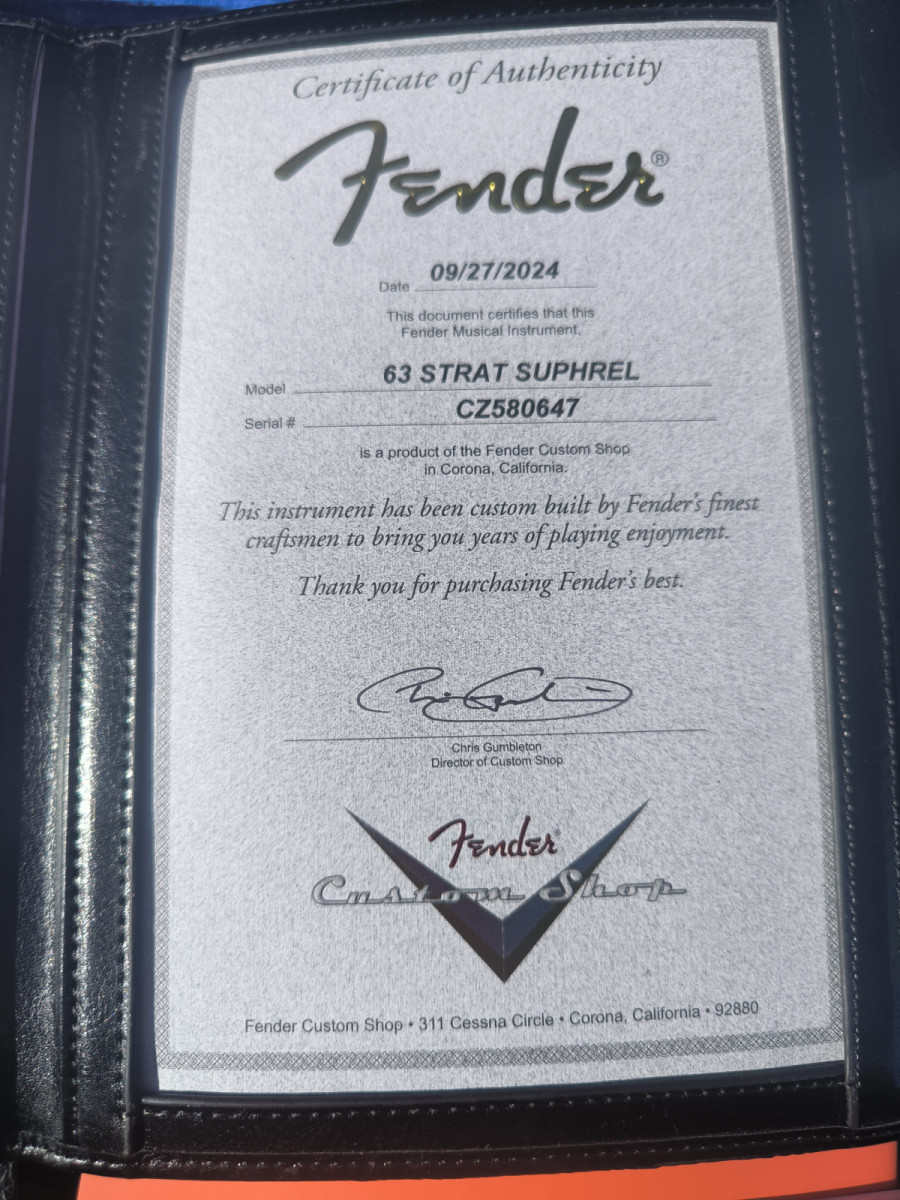 Certificate of Authenticity
Fender®
Date 09/27/2024
This document certifies that this
Fender Musical Instrument,
Model 63 STRAT SUPHREL
Serial # CZ580647
is a product of the Fender Custom Shop
in Corona, California.
This instrument has been custom built by Fender's finest
craftsmen to bring you years of playing enjoyment.
Thank you for purchasing Fender's best.
Chris Gumbleton
Director of Custom Shop
Fender
Custom Shop
Fender Custom Shop • 311 Cessna Circle • Corona, California • 92880